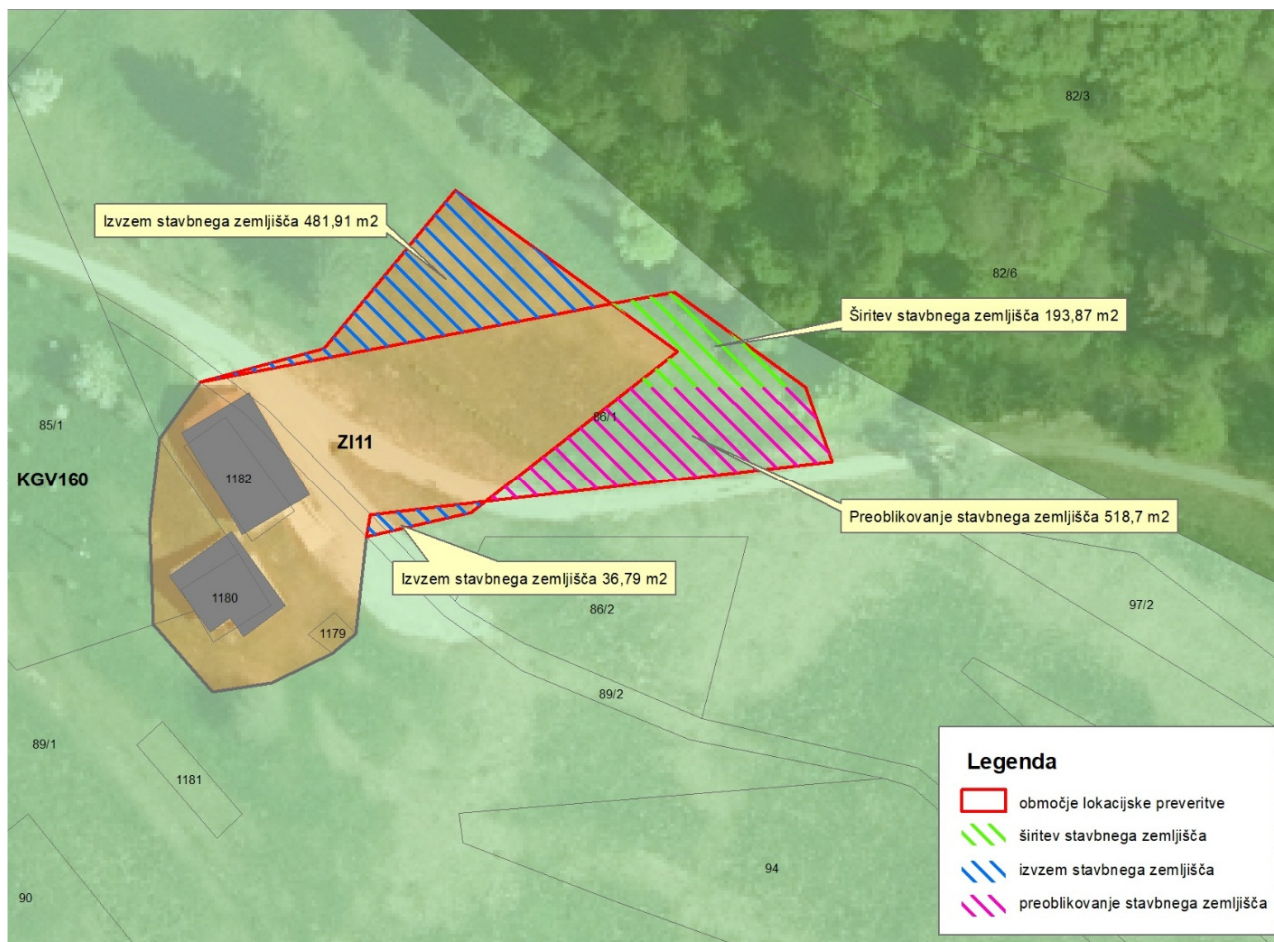 82/3
Izvzem stavbnega zemljišča 481,91 m2
82/6
Širitev stavbnega zemljišča 193,87 m2
85/1
86/1
ZI11
KGV160
1182
Preoblikovanje stavbnega zemljišča 518,7 m2
Izvzem stavbnega zemljišča 36,79 m2
1180
86/2
97/2
1179
89/2
89/1
1181
94
90
Legenda
območje lokacijske preveritve
širitev stavbnega zemljišča
izvzem stavbnega zemljišča
preoblikovanje stavbnega zemljišča